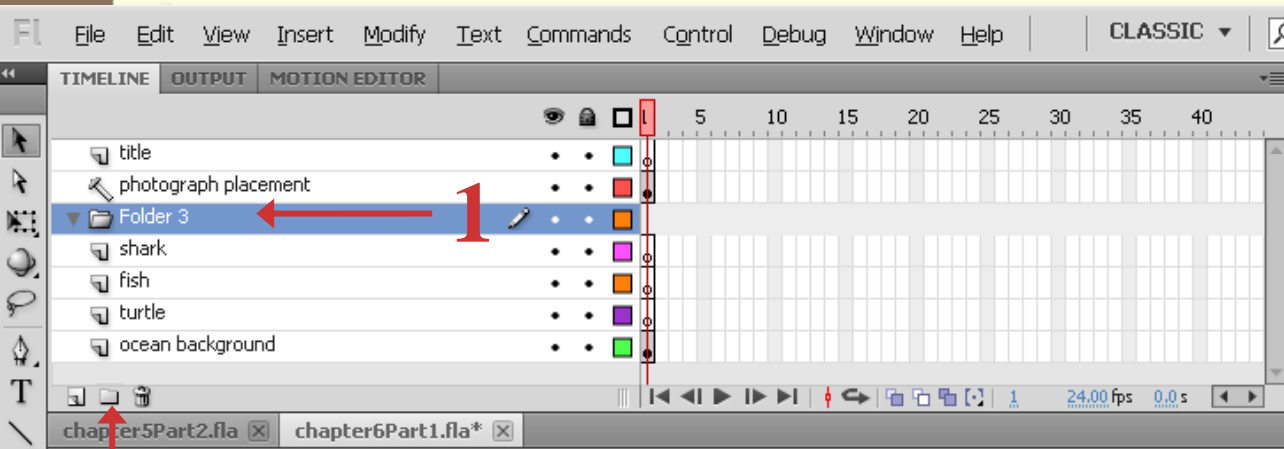 Fl File Edit View Insert Modify Text Commands Control Debug Window Help CLASSIC
TIMELINE OUTPUT MOTION EDITOR
5 10 15 20 25 30 35 40
title
photograph placement
Folder 3 1
shark
fish
turtle
ocean background
T 1 24.00 fps 0.0 s
chapter5Part2.fla chapter6Part1.fla*